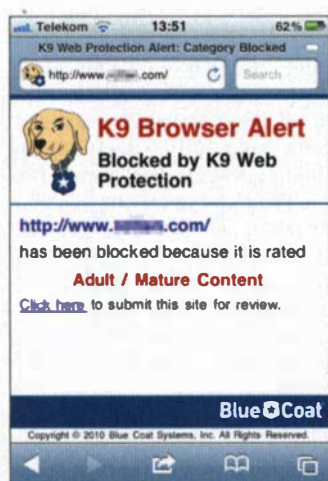 Telekom 13:51 62%
K9 Web Protection Alert: Category Blocked
http://www. .com/ Search
K9 Browser Alert
Blocked by K9 Web
Protection
http://www. .com/
has been blocked because it is rated
Adult / Mature Content
Click here to submit this site for review.
Blue Coat
Copyright © 2010 Blue Coat Systems, Inc. All Rights Reserved.